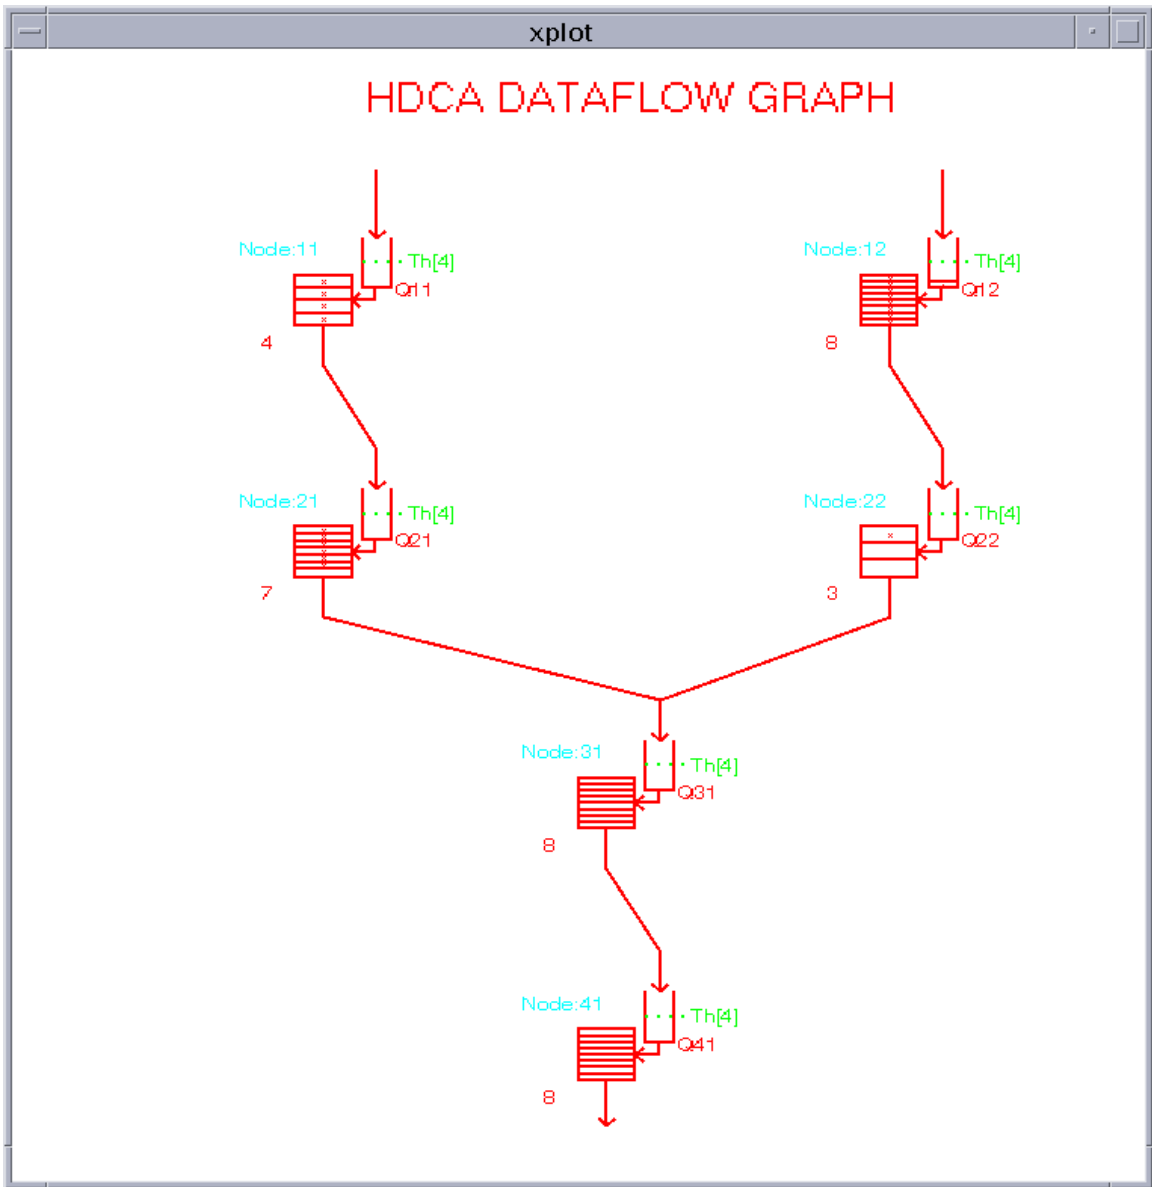 xplot
HDCA DATAFLOW GRAPH
Node:11
Th[4]
Q11
4
Node:12
Th[4]
Q12
8
Node:21
Th[4]
Q21
7
Node:22
Th[4]
Q22
3
Node:31
Th[4]
Q31
8
Node:41
Th[4]
Q41
8